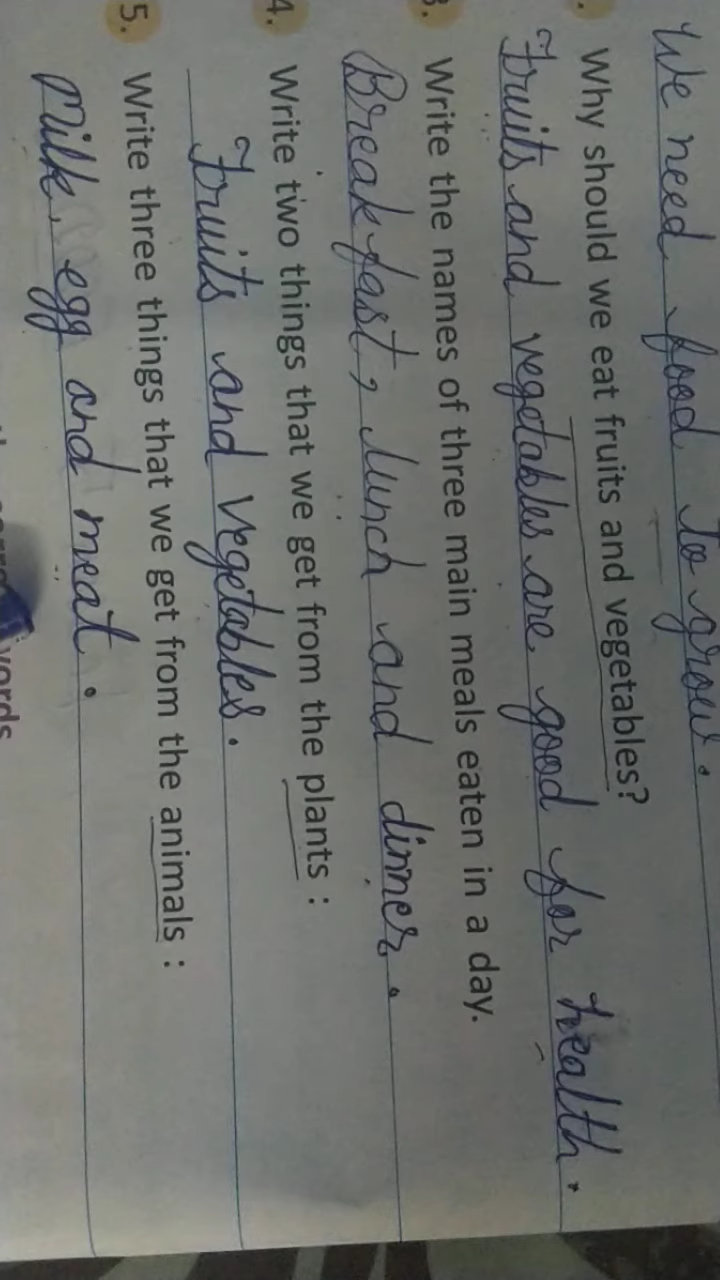 We need food to grow.
. Why should we eat fruits and vegetables?
Fruits and vegetables are good for health.
3. Write the names of three main meals eaten in a day.
Breakfast, lunch and dinner.
4. Write two things that we get from the plants :
Fruits and vegetables.
5. Write three things that we get from the animals :
Milk, egg and meat.
words